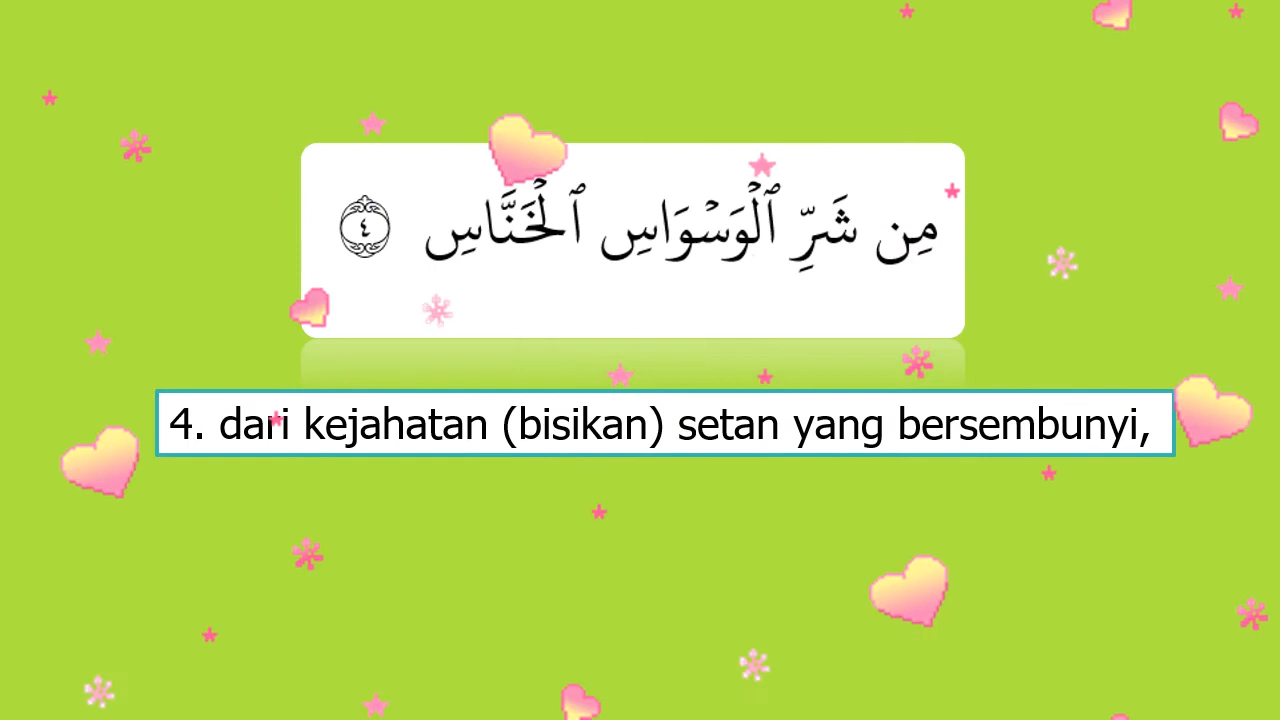 مِن شَرِّ ٱلْوَسْوَاسِ ٱلْخَنَّاسِ ٤
4. dari kejahatan (bisikan) setan yang bersembunyi,